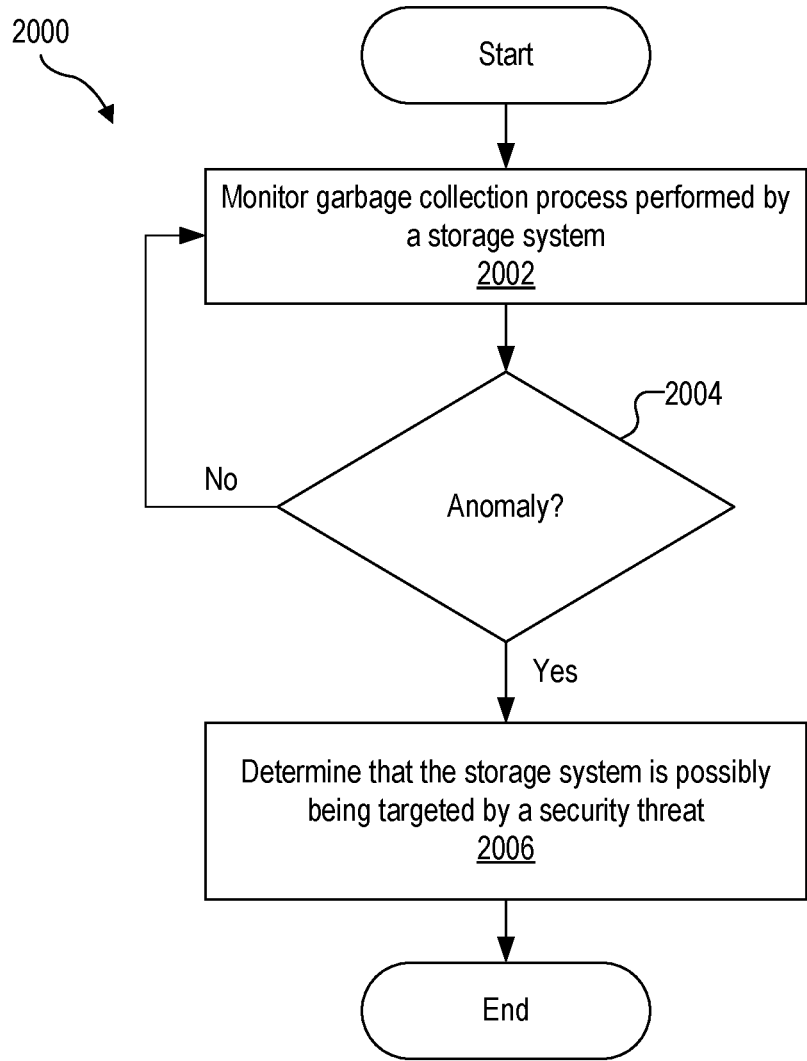 2000
Start
Monitor garbage collection process performed by
a storage system
2002
2004
Anomaly?
No
Yes
Determine that the storage system is possibly
being targeted by a security threat
2006
End